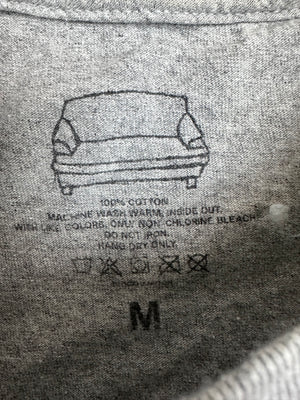 100% COTTON
MACHINE WASH WARM, INSIDE OUT,
WITH LIKE COLORS. ONLY NON-CHLORINE BLEACH
DO NOT IRON.
HANG DRY ONLY.
M